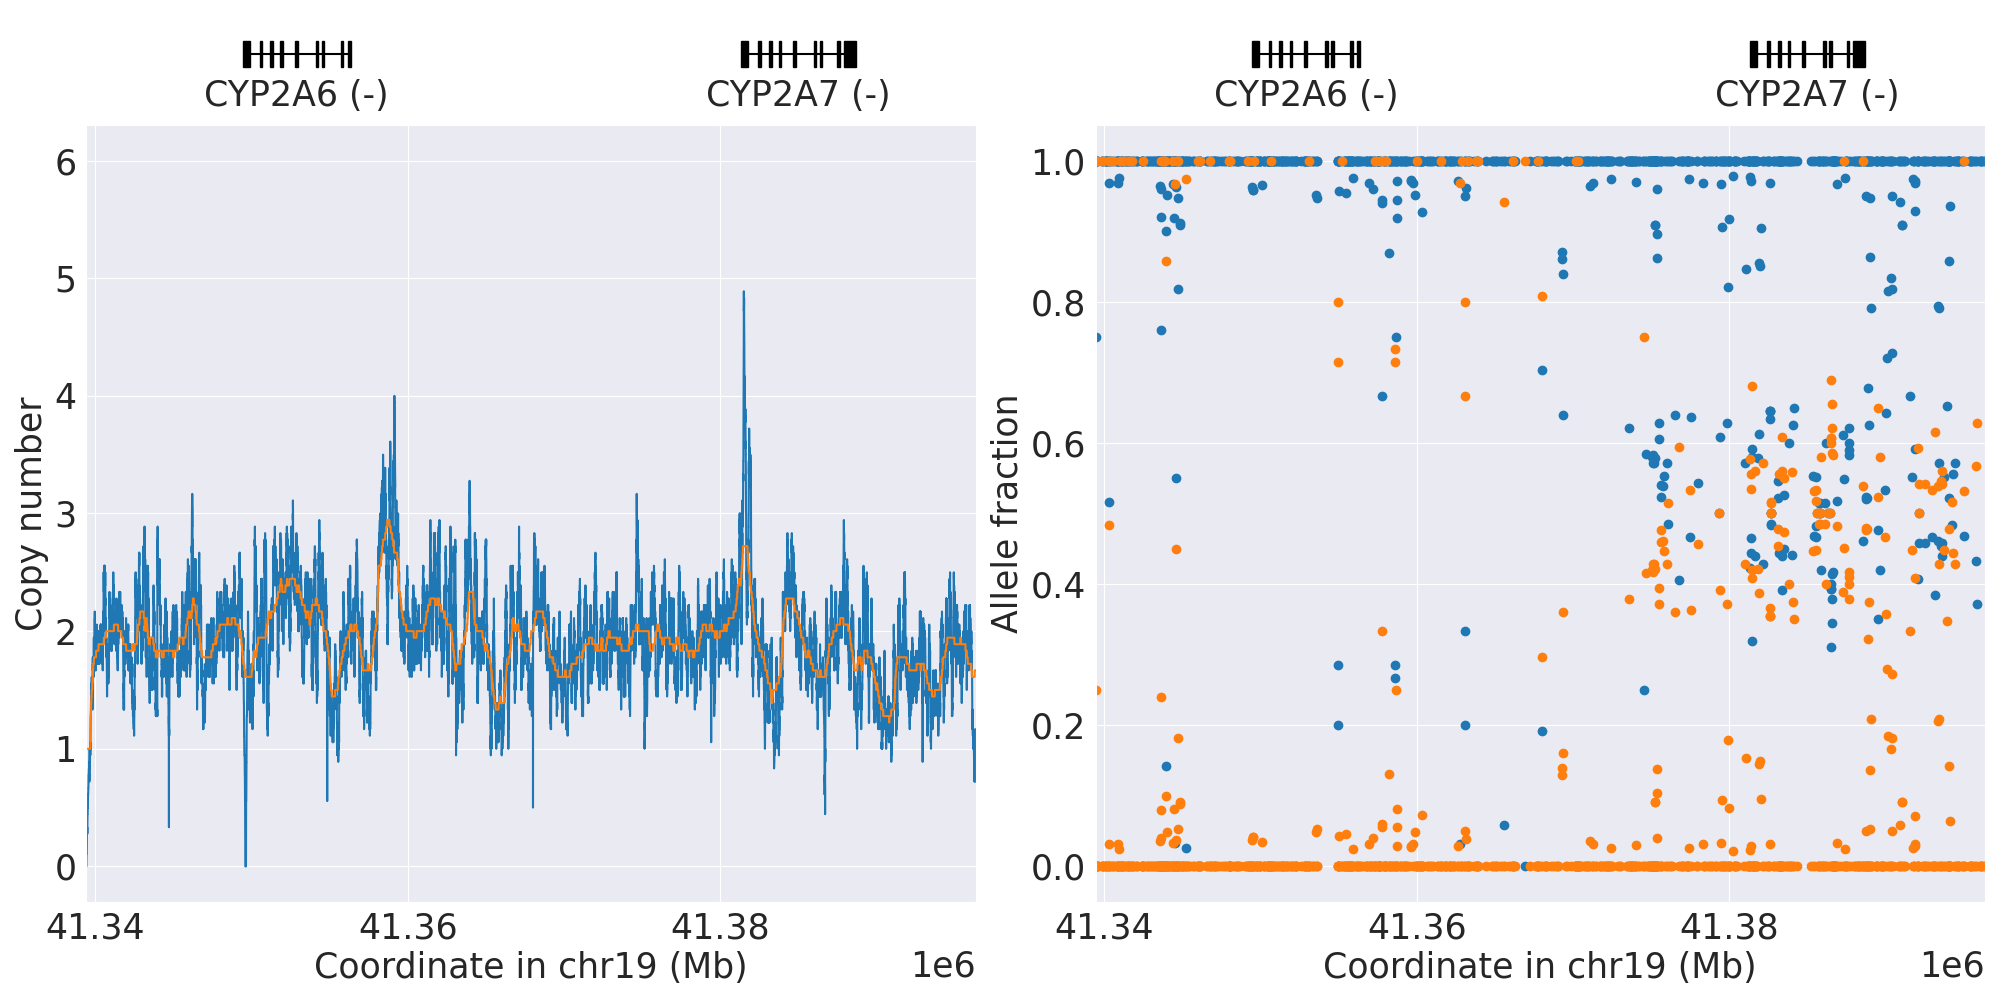 CYP2A6 (-) CYP2A7 (-)
Copy number
6
5
4
3
2
1
0
41.34 41.36 41.38
Coordinate in chr19 (Mb) 1e6
CYP2A6 (-) CYP2A7 (-)
Allele fraction
1.0
0.8
0.6
0.4
0.2
0.0
41.34 41.36 41.38
Coordinate in chr19 (Mb) 1e6